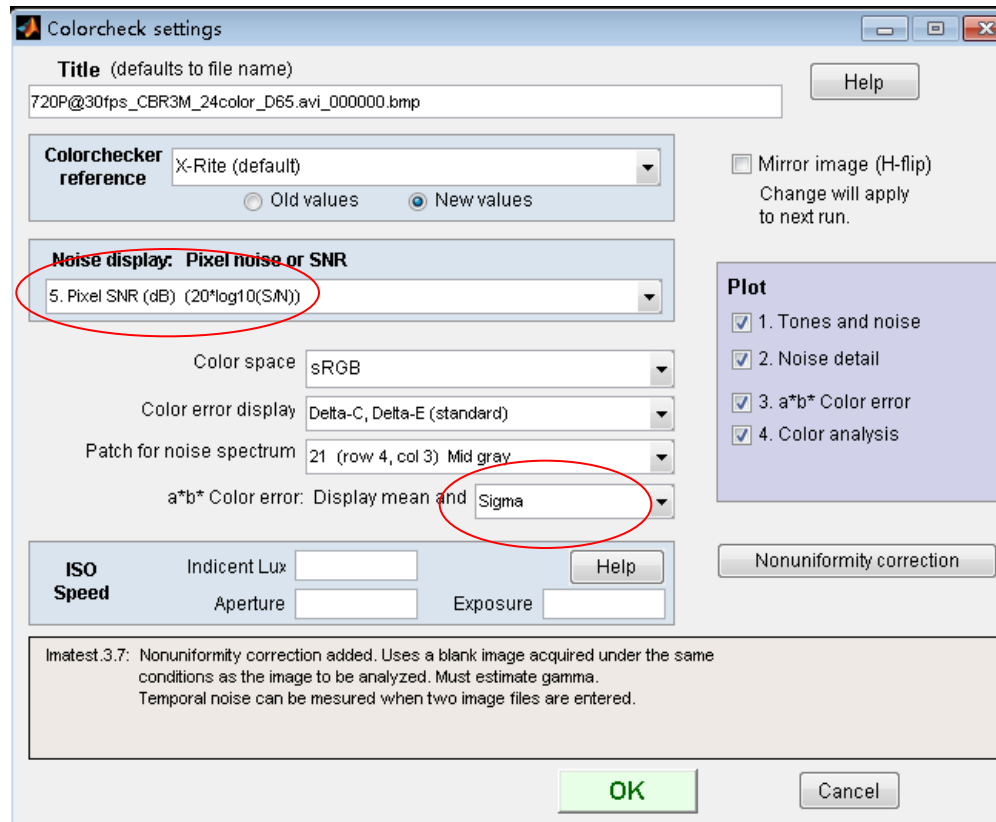 Colorcheck settings
Title (defaults to file name)
Help
720P@30fps_CBR3M_24color_D65.avi_000000.bmp
Colorchecker
reference
X-Rite (default)
Old values
New values
Mirror image (H-flip)
Change will apply
to next run.
Noise display: Pixel noise or SNR
5. Pixel SNR (dB) (20*log10(S/N))
Plot
1. Tones and noise
2. Noise detail
3. a*b* Color error
4. Color analysis
Color space
sRGB
Color error display
Delta-C, Delta-E (standard)
Patch for noise spectrum
21 (row 4, col 3) Mid gray
a*b* Color error: Display mean and
Sigma
Nonuniformity correction
ISO
Speed
Indicent Lux
Help
Aperture
Exposure
Imatest.3.7: Nonuniformity correction added. Uses a blank image acquired under the same
conditions as the image to be analyzed. Must estimate gamma.
Temporal noise can be mesured when two image files are entered.
OK
Cancel